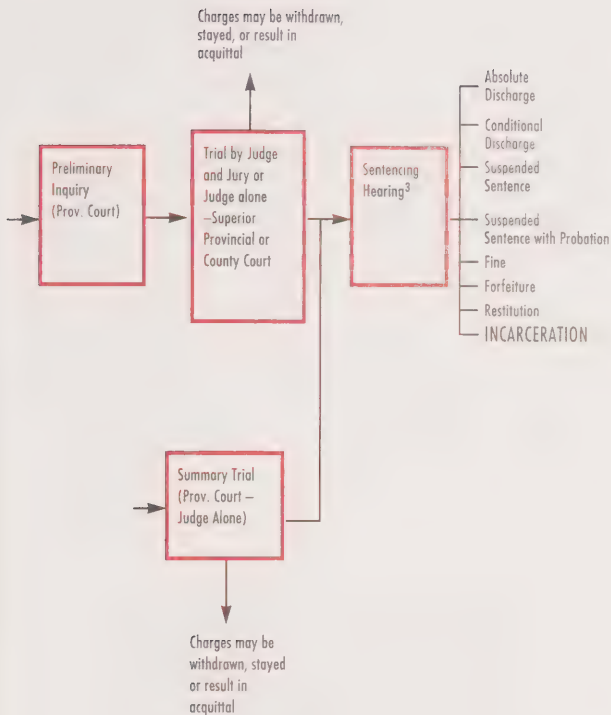 Charges may be withdrawn,
stayed, or result in
acquittal
Preliminary
Inquiry
(Prov. Court)
Trial by Judge
and Jury or
Judge alone
–Superior
Provincial or
County Court
Sentencing
Hearing³
Absolute
Discharge
Conditional
Discharge
Suspended
Sentence
Suspended
Sentence with Probation
Fine
Forfeiture
Restitution
INCARCERATION
Summary Trial
(Prov. Court –
Judge Alone)
Charges may be
withdrawn, stayed
or result in
acquittal